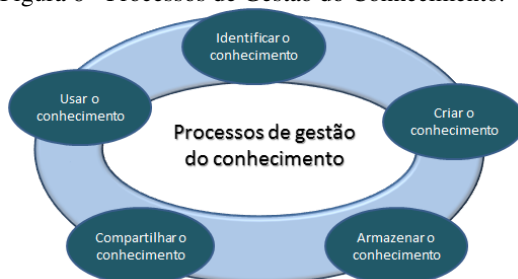 Figura 6 - Processos de Gestão do Conhecimento.
Identificar o
conhecimento
Usar o
conhecimento
Criar o
conhecimento
Processos de gestão
do conhecimento
Compartilhar o
conhecimento
Armazenar o
conhecimento